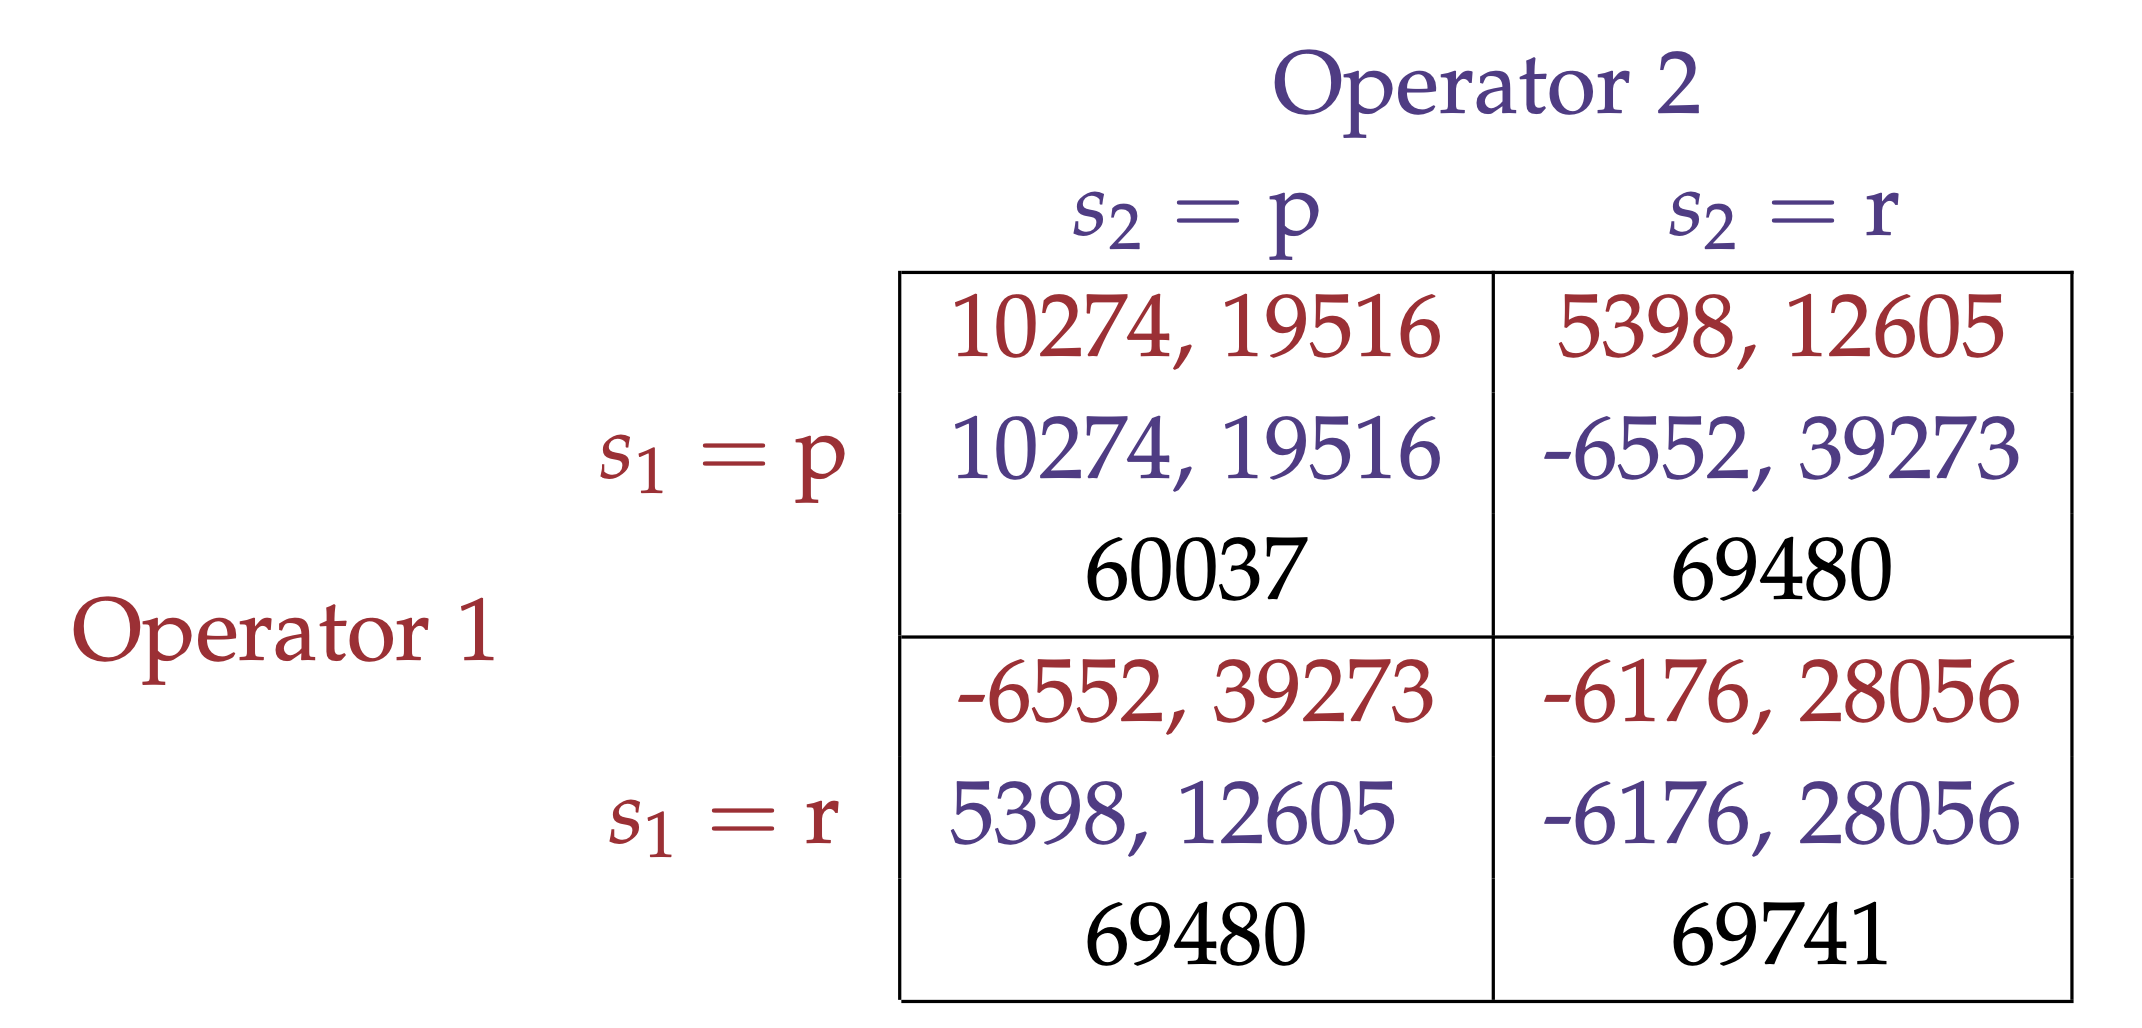 Operator 2
s₂ = p s₂ = r
10274, 19516 5398, 12605
s₁ = p 10274, 19516 -6552, 39273
60037 69480
Operator 1
-6552, 39273 -6176, 28056
s₁ = r 5398, 12605 -6176, 28056
69480 69741